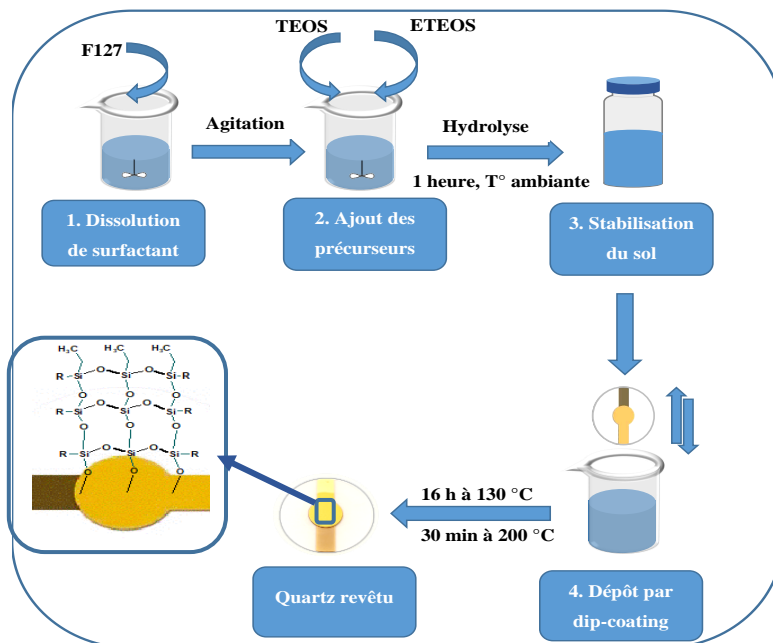 F127
TEOS
ETEOS
Agitation
Hydrolyse
1 heure, T° ambiante
1. Dissolution
de surfactant
2. Ajout des
précurseurs
3. Stabilisation
du sol
H₃C H₃C H₃C
R Si O Si O Si R
O O O
R Si O Si O Si R
O O O
R Si O Si O Si R
O O O
16 h à 130 °C
30 min à 200 °C
Quartz revêtu
4. Dépôt par
dip-coating